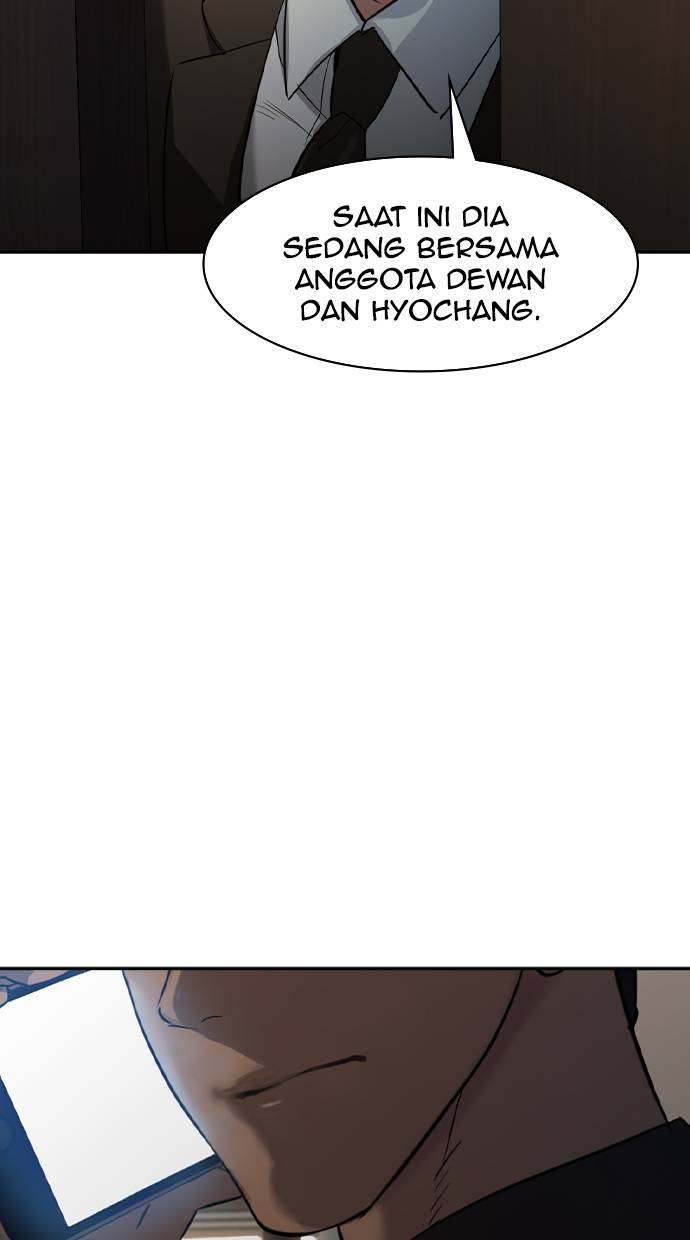 SAAT INI DIA
SEDANG BERSAMA
ANGGOTA DEWAN
DAN HYOCHANG.